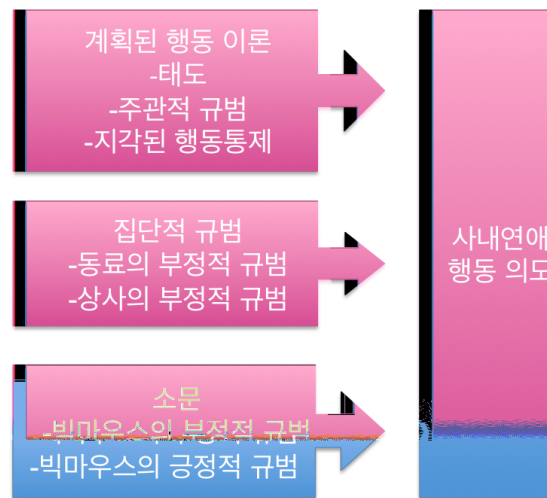 계획된 행동 이론
-태도
-주관적 규범
-지각된 행동통제
집단적 규범
-동료의 부정적 규범
-상사의 부정적 규범
소문
-빅마우스의 부정적 규범
-빅마우스의 긍정적 규범
사내연애
행동 의도